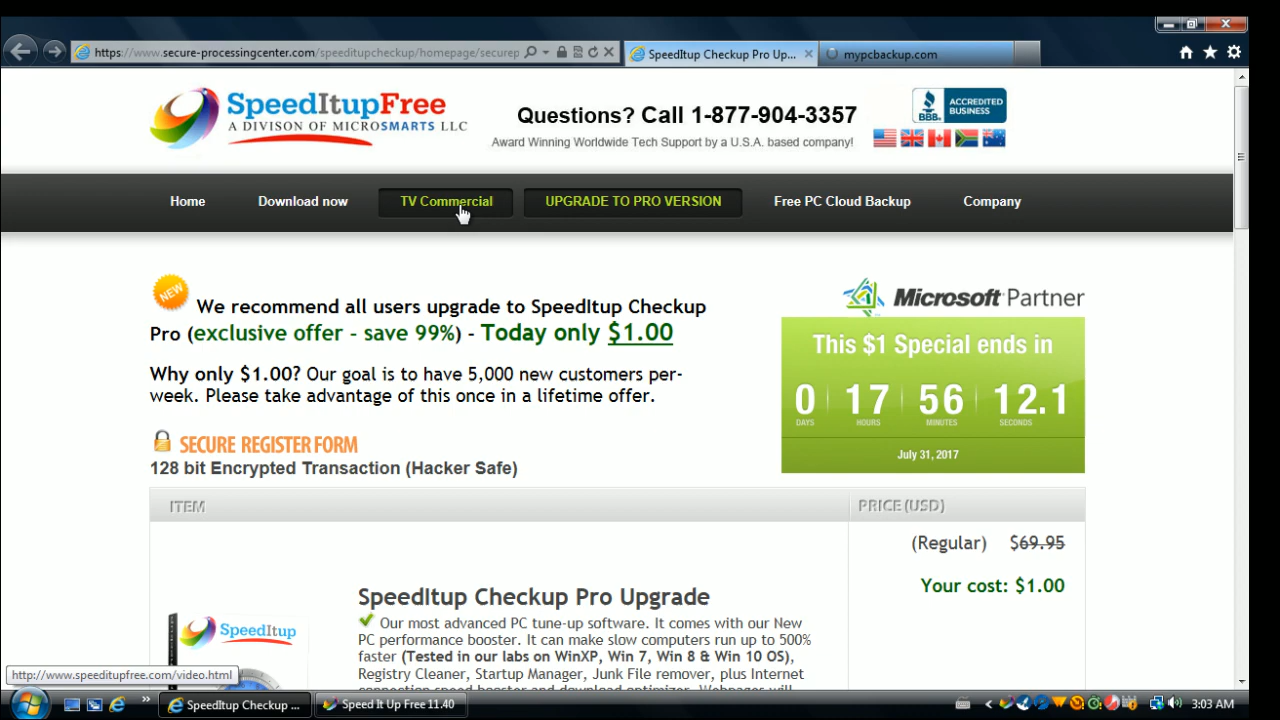 https://www.secure-processingcenter.com/speeditupcheckup/homepage/securep
SpeedItup Checkup Pro Up...
mypcbackup.com
SpeedItupFree
A DIVISON OF MICROSMARTS LLC
Questions? Call 1-877-904-3357
Award Winning Worldwide Tech Support by a U.S.A. based company!
BBB.
ACCREDITED
BUSINESS
Home
Download now
TV Commercial
UPGRADE TO PRO VERSION
Free PC Cloud Backup
Company
NEW
We recommend all users upgrade to SpeedItup Checkup
Pro (exclusive offer - save 99%) - Today only $1.00
Why only $1.00? Our goal is to have 5,000 new customers per-
week. Please take advantage of this once in a lifetime offer.
Microsoft Partner
This $1 Special ends in
0 17 56 12.1
DAYS HOURS MINUTES SECONDS
July 31, 2017
SECURE REGISTER FORM
128 bit Encrypted Transaction (Hacker Safe)
ITEM
PRICE (USD)
(Regular) $69.95
Your cost: $1.00
SpeedItup
SpeedItup Checkup Pro Upgrade
Our most advanced PC tune-up software. It comes with our New
PC performance booster. It can make slow computers run up to 500%
faster (Tested in our labs on WinXP, Win 7, Win 8 & Win 10 OS),
Registry Cleaner, Startup Manager, Junk File remover, plus Internet
connection speed booster and download optimizer. Webpages will
http://www.speeditupfree.com/video.html
SpeedItup Checkup ...
Speed It Up Free 11.40
3:03 AM